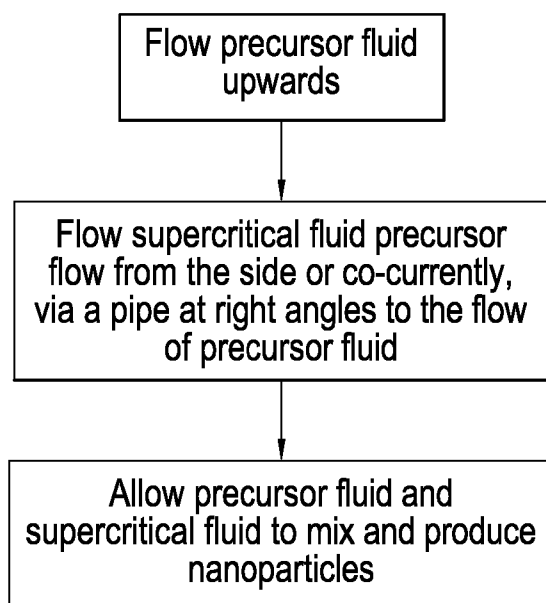 Flow precursor fluid
upwards
Flow supercritical fluid precursor
flow from the side or co-currently,
via a pipe at right angles to the flow
of precursor fluid
Allow precursor fluid and
supercritical fluid to mix and produce
nanoparticles